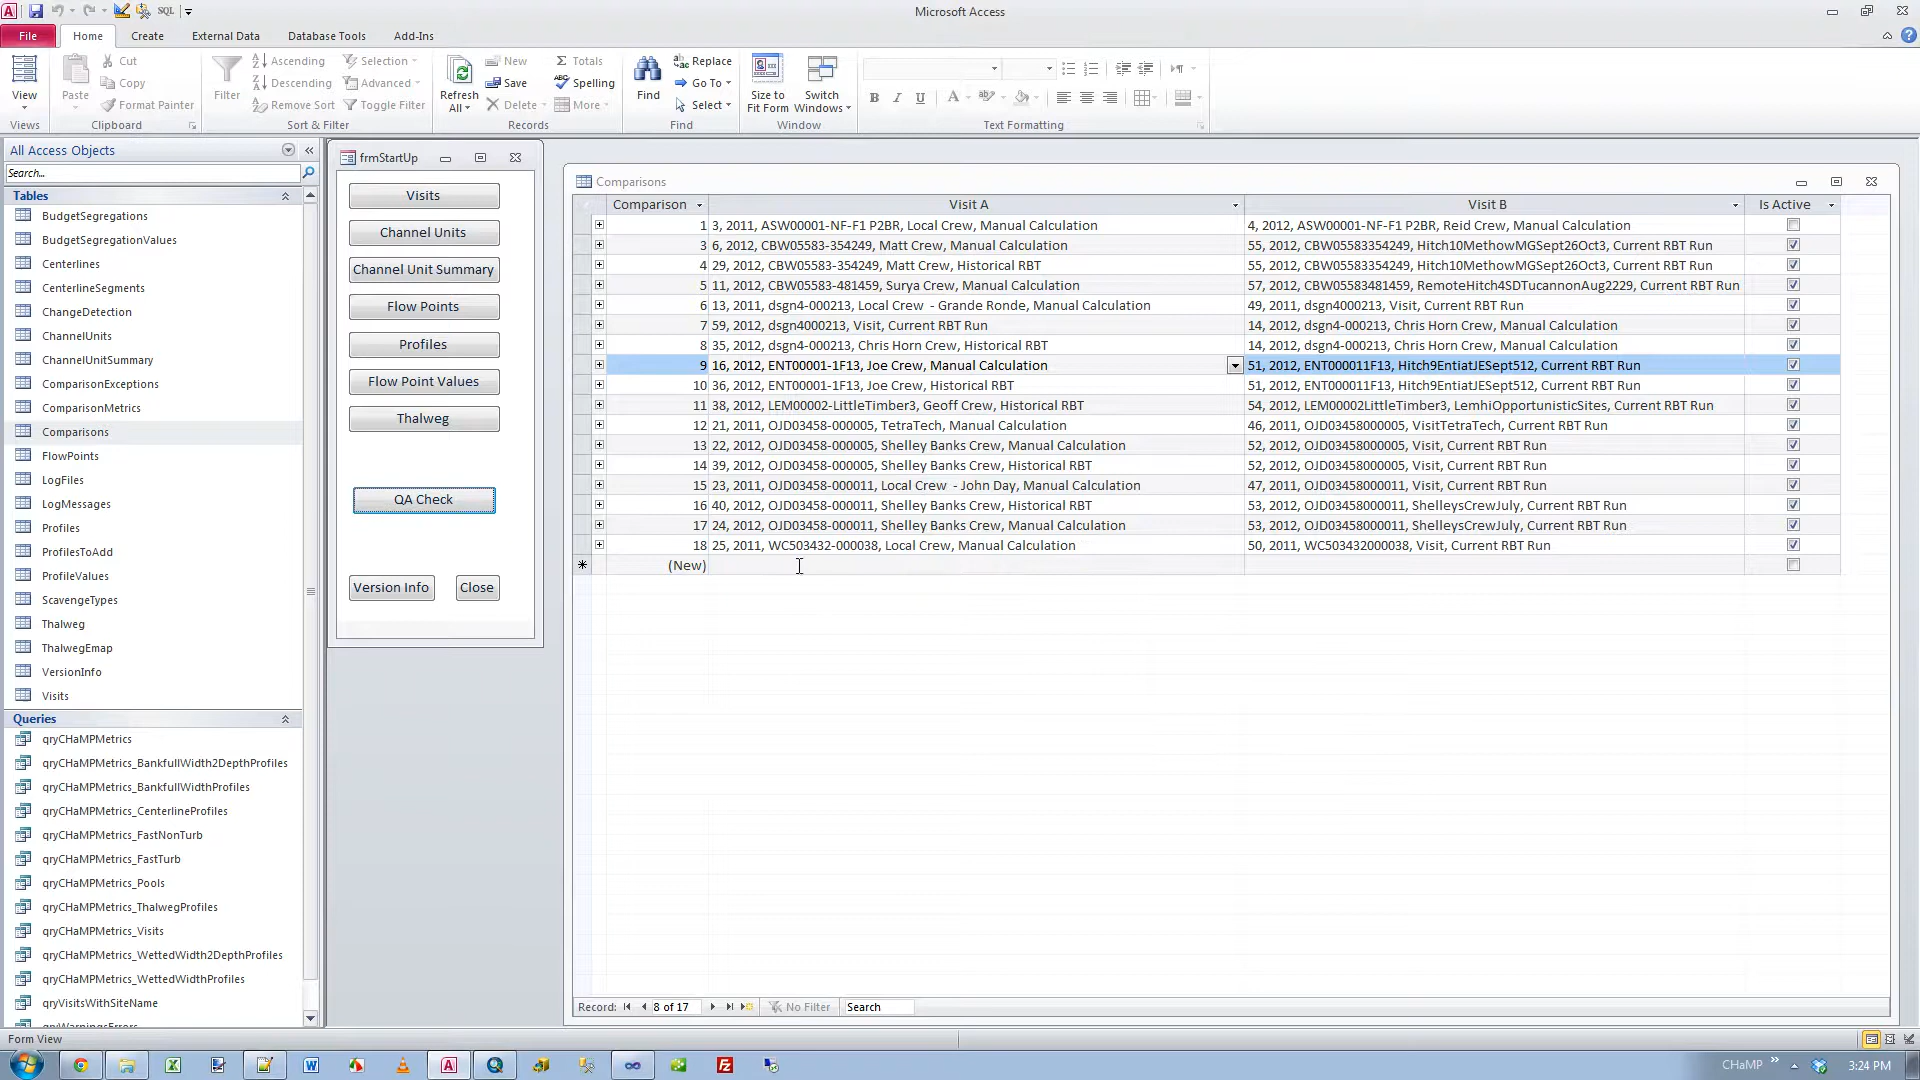 SQL
Microsoft Access
File Home Create External Data Database Tools Add-Ins
View
Views
Paste
Cut
Copy
Format Painter
Clipboard
Filter
Ascending
Descending
Remove Sort
Selection
Advanced
Toggle Filter
Sort & Filter
Refresh All
New
Save
Delete
Totals
Spelling
More
Records
Find
Replace
Go To
Select
Find
Size to Fit Form
Switch Windows
Window
Text Formatting
All Access Objects
Search...
Tables
BudgetSegregations
BudgetSegregationValues
Centerlines
CenterlineSegments
ChangeDetection
ChannelUnits
ChannelUnitSummary
ComparisonExceptions
ComparisonMetrics
Comparisons
FlowPoints
LogFiles
LogMessages
Profiles
ProfilesToAdd
ProfileValues
ScavengeTypes
Thalweg
ThalwegEmap
VersionInfo
Visits
Queries
qryCHaMPMetrics
qryCHaMPMetrics_BankfullWidth2DepthProfiles
qryCHaMPMetrics_BankfullWidthProfiles
qryCHaMPMetrics_CenterlineProfiles
qryCHaMPMetrics_FastNonTurb
qryCHaMPMetrics_FastTurb
qryCHaMPMetrics_Pools
qryCHaMPMetrics_ThalwegProfiles
qryCHaMPMetrics_Visits
qryCHaMPMetrics_WettedWidth2DepthProfiles
qryCHaMPMetrics_WettedWidthProfiles
qryVisitsWithSiteName
qryWarningsErrors
frmStartUp
Visits
Channel Units
Channel Unit Summary
Flow Points
Profiles
Flow Point Values
Thalweg
QA Check
Version Info Close
Comparisons
Comparison Visit A Visit B Is Active
1 3, 2011, ASW00001-NF-F1 P2BR, Local Crew, Manual Calculation 4, 2012, ASW00001-NF-F1 P2BR, Reid Crew, Manual Calculation
3 6, 2012, CBW05583-354249, Matt Crew, Manual Calculation 55, 2012, CBW05583354249, Hitch10MethowMGSept26Oct3, Current RBT Run
4 29, 2012, CBW05583-354249, Matt Crew, Historical RBT 55, 2012, CBW05583354249, Hitch10MethowMGSept26Oct3, Current RBT Run
5 11, 2012, CBW05583-481459, Surya Crew, Manual Calculation 57, 2012, CBW05583481459, RemoteHitch4SDTucannonAug2229, Current RBT Run
6 13, 2011, dsgn4-000213, Local Crew - Grande Ronde, Manual Calculation 49, 2011, dsgn4000213, Visit, Current RBT Run
7 59, 2012, dsgn4000213, Visit, Current RBT Run 14, 2012, dsgn4-000213, Chris Horn Crew, Manual Calculation
8 35, 2012, dsgn4-000213, Chris Horn Crew, Historical RBT 14, 2012, dsgn4-000213, Chris Horn Crew, Manual Calculation
9 16, 2012, ENT00001-1F13, Joe Crew, Manual Calculation 51, 2012, ENT000011F13, Hitch9EntiatJESept512, Current RBT Run
10 36, 2012, ENT00001-1F13, Joe Crew, Historical RBT 51, 2012, ENT000011F13, Hitch9EntiatJESept512, Current RBT Run
11 38, 2012, LEM00002-LittleTimber3, Geoff Crew, Historical RBT 54, 2012, LEM00002LittleTimber3, LemhiOpportunisticSites, Current RBT Run
12 21, 2011, OJD03458-000005, TetraTech, Manual Calculation 46, 2011, OJD03458000005, VisitTetraTech, Current RBT Run
13 22, 2012, OJD03458-000005, Shelley Banks Crew, Manual Calculation 52, 2012, OJD03458000005, Visit, Current RBT Run
14 39, 2012, OJD03458-000005, Shelley Banks Crew, Historical RBT 52, 2012, OJD03458000005, Visit, Current RBT Run
15 23, 2011, OJD03458-000011, Local Crew - John Day, Manual Calculation 47, 2011, OJD03458000011, Visit, Current RBT Run
16 40, 2012, OJD03458-000011, Shelley Banks Crew, Historical RBT 53, 2012, OJD03458000011, ShelleysCrewJuly, Current RBT Run
17 24, 2012, OJD03458-000011, Shelley Banks Crew, Manual Calculation 53, 2012, OJD03458000011, ShelleysCrewJuly, Current RBT Run
18 25, 2011, WC503432-000038, Local Crew, Manual Calculation 50, 2011, WC503432000038, Visit, Current RBT Run
(New)
Record: 8 of 17 No Filter Search
Form View
CHaMP 3:24 PM